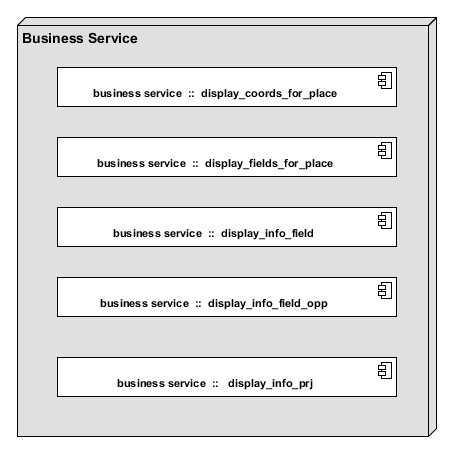 Business Service
business service :: display_coords_for_place
business service :: display_fields_for_place
business service :: display_info_field
business service :: display_info_field_opp
business service :: display_info_prj